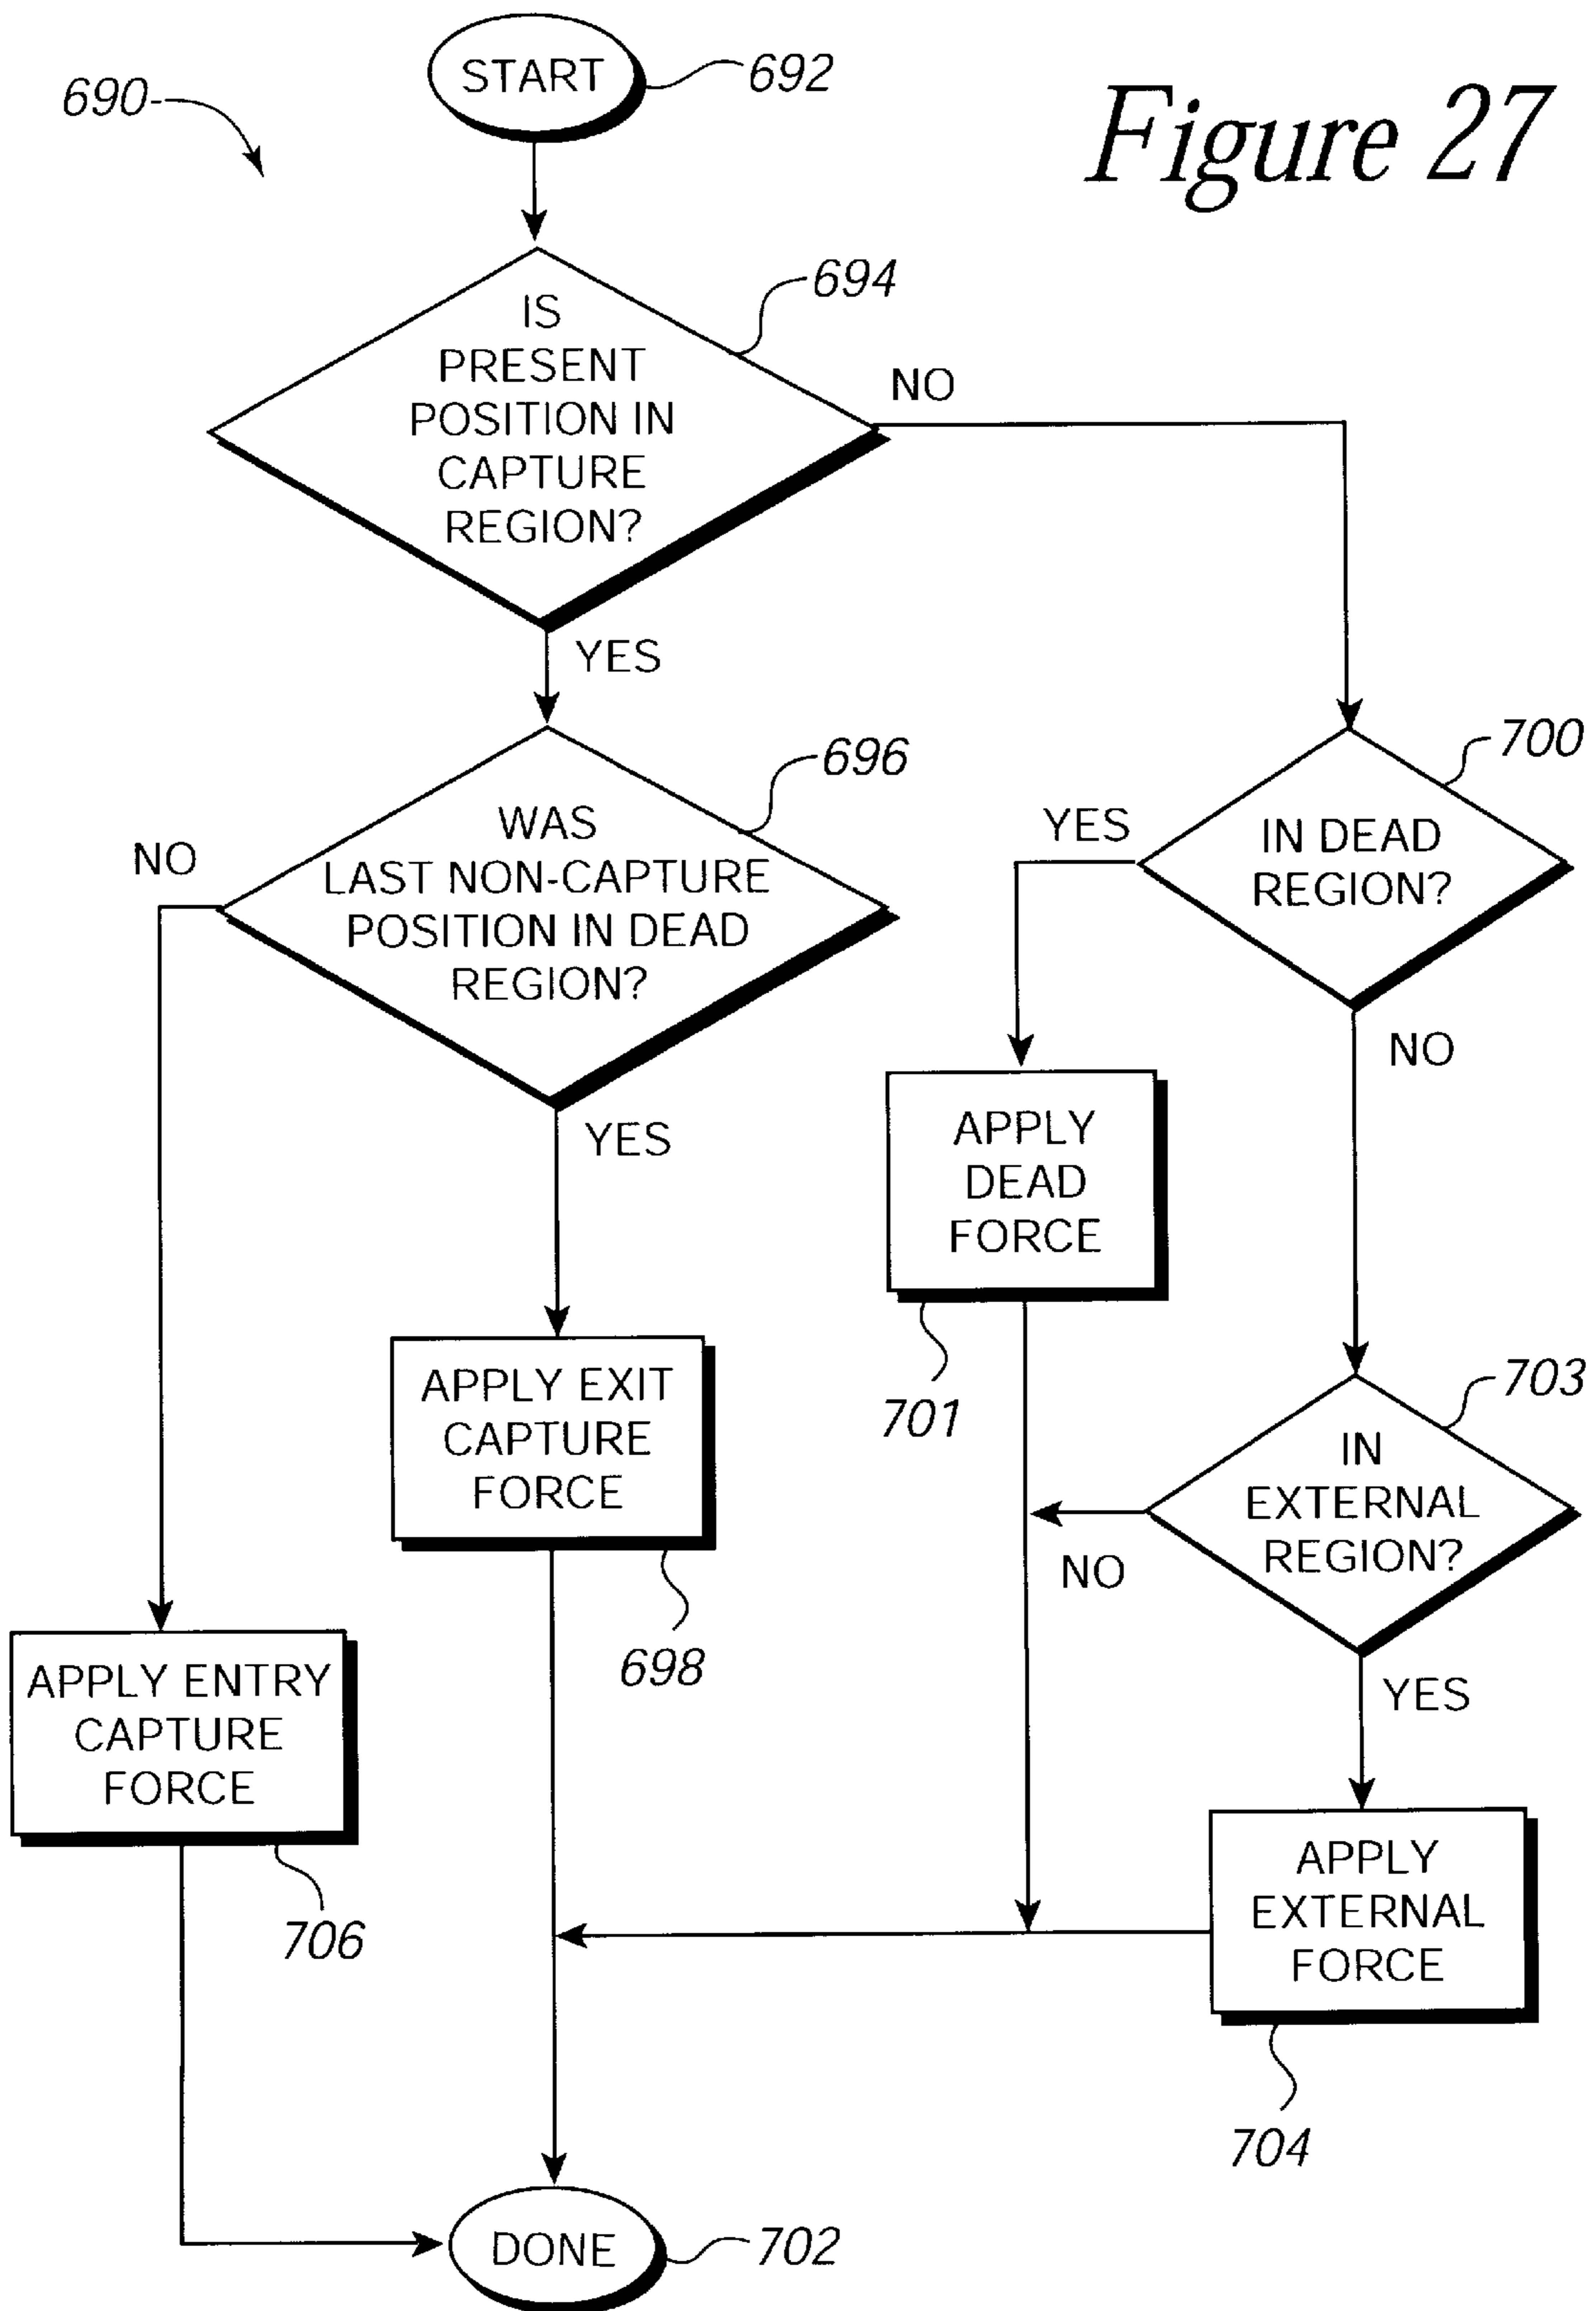 START
692
690
Figure 27
694
IS
PRESENT
POSITION IN
CAPTURE
REGION?
NO
YES
696
WAS
LAST NON-CAPTURE
POSITION IN DEAD
REGION?
NO
YES
700
IN DEAD
REGION?
YES
NO
APPLY
DEAD
FORCE
701
APPLY EXIT
CAPTURE
FORCE
698
703
IN
EXTERNAL
REGION?
NO
YES
APPLY ENTRY
CAPTURE
FORCE
706
APPLY
EXTERNAL
FORCE
704
DONE
702